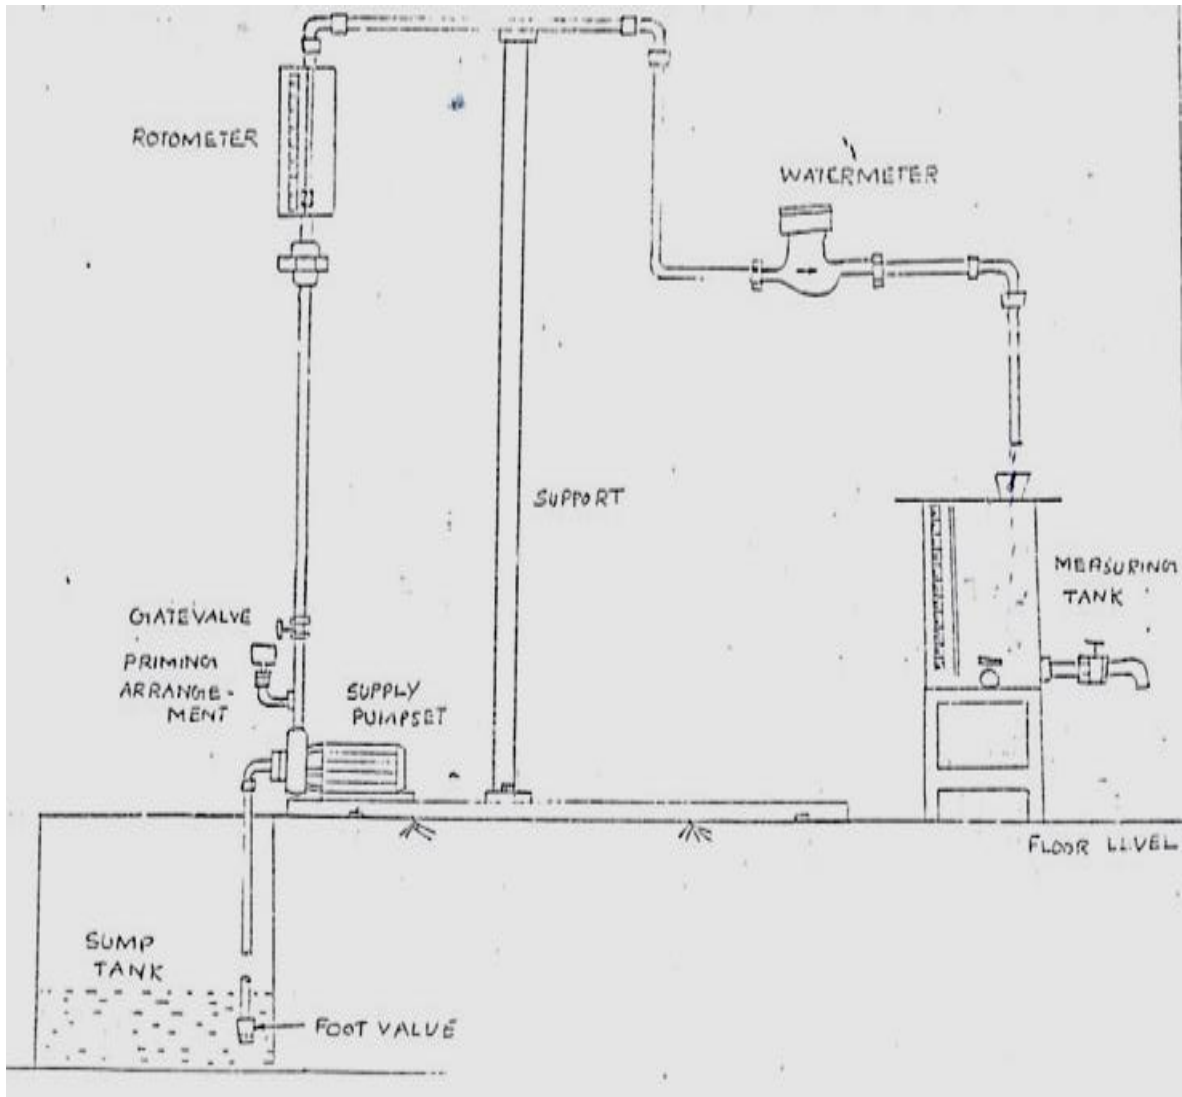 ROTOMETER
WATERMETER
SUPPORT
MEASURING
TANK
GATEVALVE
PRIMING
ARRANGE-
MENT
SUPPLY
PUMPSET
FLOOR LEVEL
SUMP
TANK
FOOT VALUE